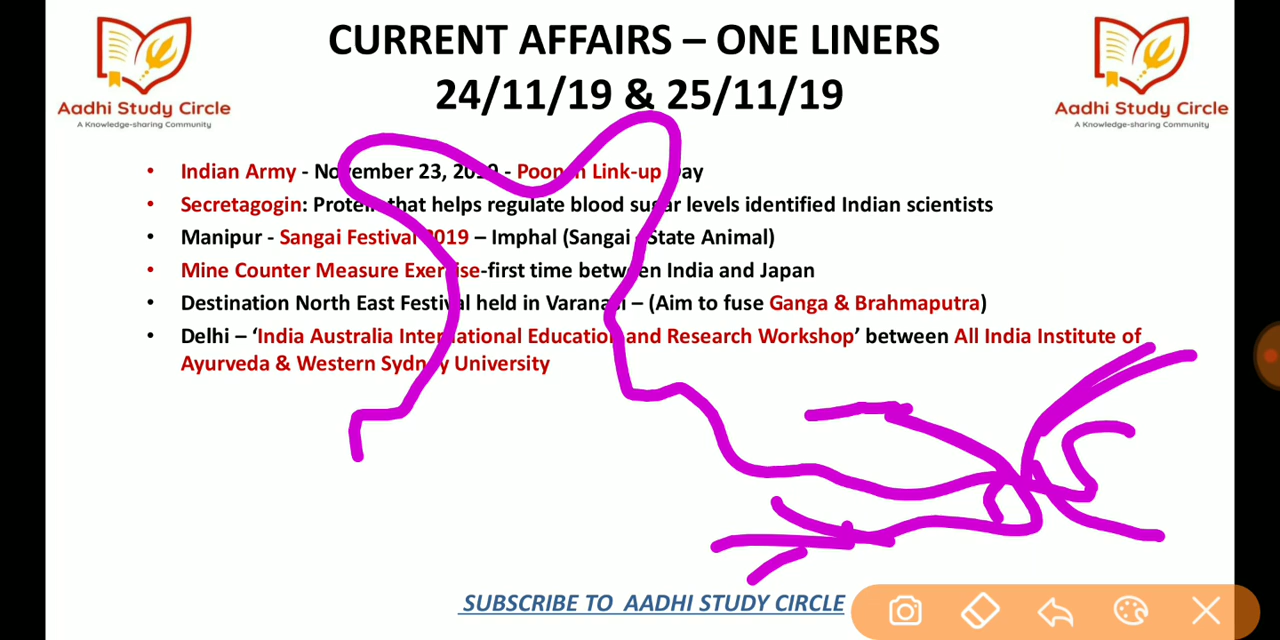 Aadhi Study Circle
A Knowledge-sharing Community
CURRENT AFFAIRS – ONE LINERS
24/11/19 & 25/11/19
Aadhi Study Circle
A Knowledge-sharing Community
• Indian Army - November 23, 2019 - Poonch Link-up Day
• Secretagogin: Protein that helps regulate blood sugar levels identified Indian scientists
• Manipur - Sangai Festival 2019 – Imphal (Sangai - State Animal)
• Mine Counter Measure Exercise-first time between India and Japan
• Destination North East Festival held in Varanasi – (Aim to fuse Ganga & Brahmaputra)
• Delhi – ‘India Australia International Education and Research Workshop’ between All India Institute of
Ayurveda & Western Sydney University
SUBSCRIBE TO AADHI STUDY CIRCLE